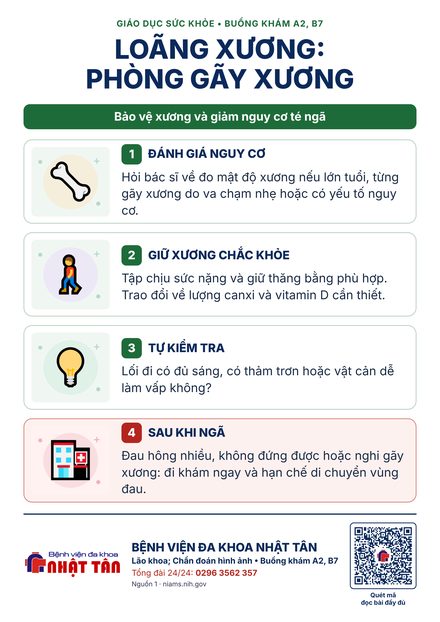 GIÁO DỤC SỨC KHỎE • BUỒNG KHÁM A2, B7
LOÃNG XƯƠNG:
PHÒNG GÃY XƯƠNG
Bảo vệ xương và giảm nguy cơ té ngã
1 ĐÁNH GIÁ NGUY CƠ
Hỏi bác sĩ về đo mật độ xương nếu lớn tuổi, từng
gãy xương do va chạm nhẹ hoặc có yếu tố nguy
cơ.
2 GIỮ XƯƠNG CHẮC KHỎE
Tập chịu sức nặng và giữ thăng bằng phù hợp.
Trao đổi về lượng canxi và vitamin D cần thiết.
3 TỰ KIỂM TRA
Lối đi có đủ sáng, có thảm trơn hoặc vật cản dễ
làm vấp không?
4 SAU KHI NGÃ
Đau hông nhiều, không đứng được hoặc nghi gãy
xương: đi khám ngay và hạn chế di chuyển vùng
đau.
Bệnh viện đa khoa
NHẬT TÂN
BỆNH VIỆN ĐA KHOA NHẬT TÂN
Lão khoa; Chẩn đoán hình ảnh • Buồng khám A2, B7
Tổng đài 24/24: 0296 3562 357
Nguồn 1 · niams.nih.gov
Quét mã
đọc bài đầy đủ